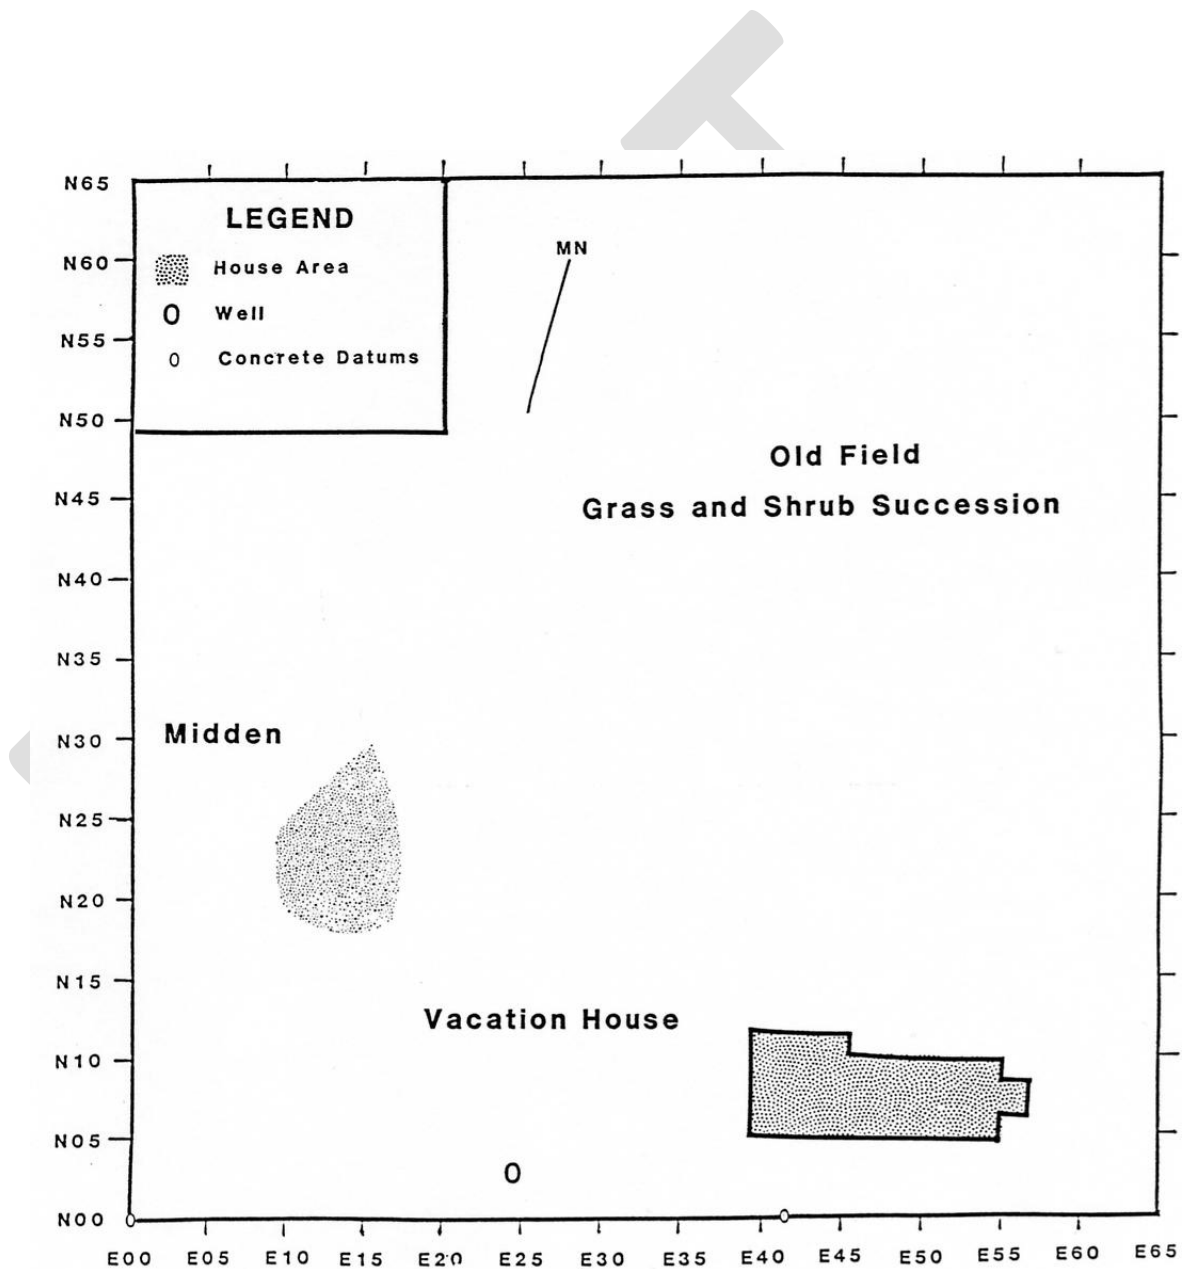 N65
LEGEND
House Area
O Well
O Concrete Datums
N60
N55
N50
N45
N40
N35
N30
N25
N20
N15
N10
N05
N00
MN
Old Field
Grass and Shrub Succession
Midden
Vacation House
O
E00 E05 E10 E15 E20 E25 E30 E35 E40 E45 E50 E55 E60 E65